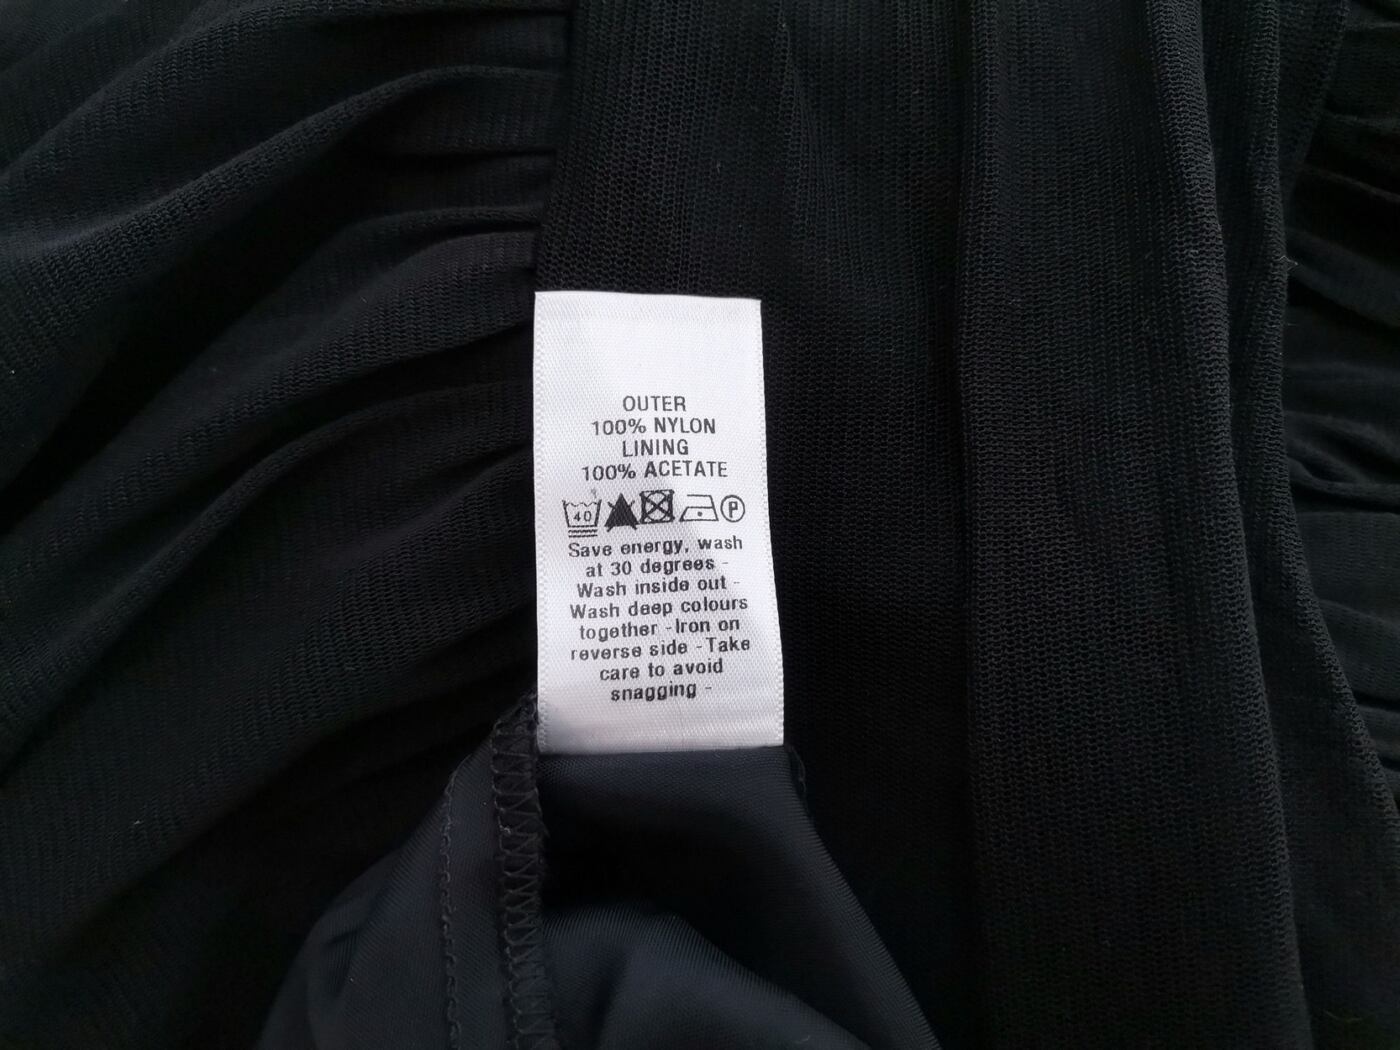 OUTER
100% NYLON
LINING
100% ACETATE
40 P
Save energy, wash
at 30 degrees -
Wash inside out -
Wash deep colours
together -Iron on
reverse side -Take
care to avoid
snagging -